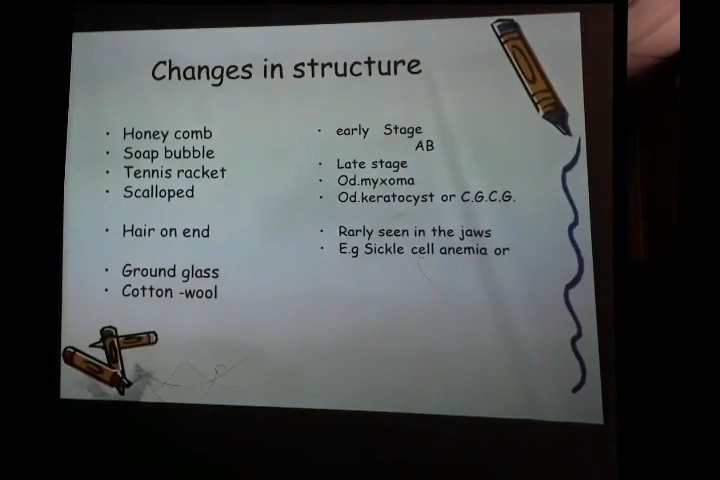 Changes in structure
• Honey comb
• Soap bubble
• Tennis racket
• Scalloped
• Hair on end
• Ground glass
• Cotton -wool
• early Stage
AB
• Late stage
• Od.myxoma
• Od.keratocyst or C.G.C.G.
• Rarly seen in the jaws
• E.g Sickle cell anemia or